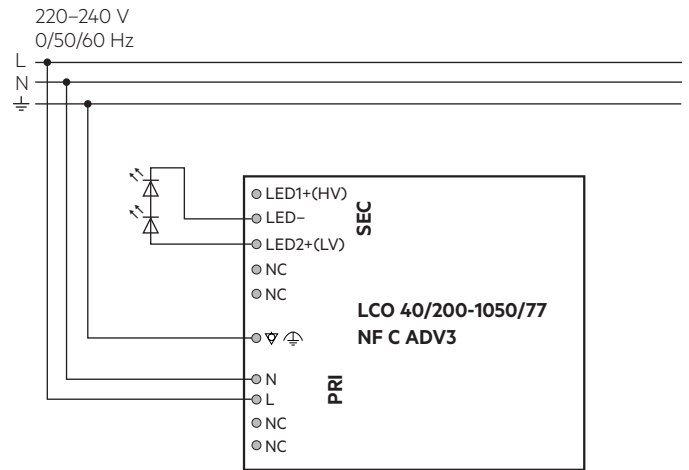 220–240 V
0/50/60 Hz
L
N
LED1+(HV)
LED–
LED2+(LV)
NC
NC
SEC
LCO 40/200-1050/77
NF C ADV3
N
L
NC
NC
PRI